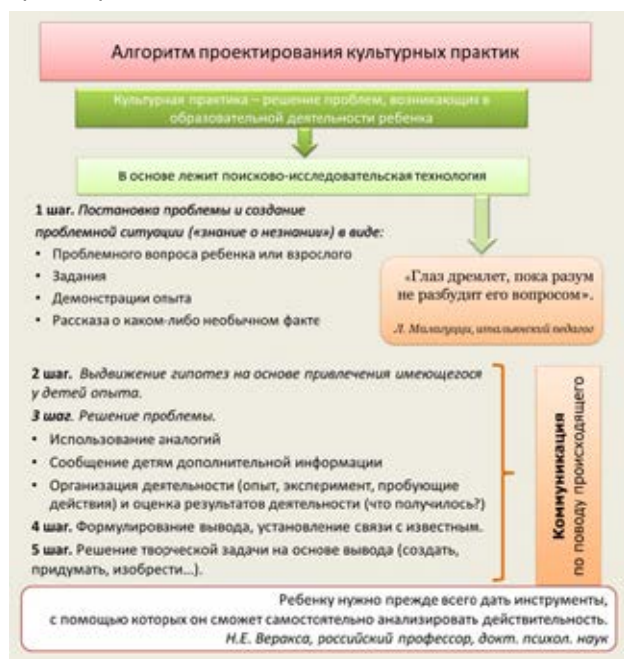 Алгоритм проектирования культурных практик
Культурная практика – решение проблем, возникающих в
образовательной деятельности ребенка
В основе лежит поисково-исследовательская технология
1 шаг. Постановка проблемы и создание
проблемной ситуации («знание о незнании») в виде:
• Проблемного вопроса ребенка или взрослого
• Задания
• Демонстрации опыта
• Рассказа о каком-либо необычном факте
«Глаз дремлет, пока разум
не разбудит его вопросом».
Л. Малагуцци, итальянский педагог
2 шаг. Выдвижение гипотез на основе привлечения имеющегося
у детей опыта.
3 шаг. Решение проблемы.
• Использование аналогий
• Сообщение детям дополнительной информации
• Организация деятельности (опыт, эксперимент, пробующие
действия) и оценка результатов деятельности (что получилось?)
4 шаг. Формулирование вывода, установление связи с известным.
5 шаг. Решение творческой задачи на основе вывода (создать,
придумать, изобрести...).
Коммуникация
по поводу происходящего
Ребенку нужно прежде всего дать инструменты,
с помощью которых он сможет самостоятельно анализировать действительность.
Н.Е. Веракса, российский профессор, докт. психол. наук